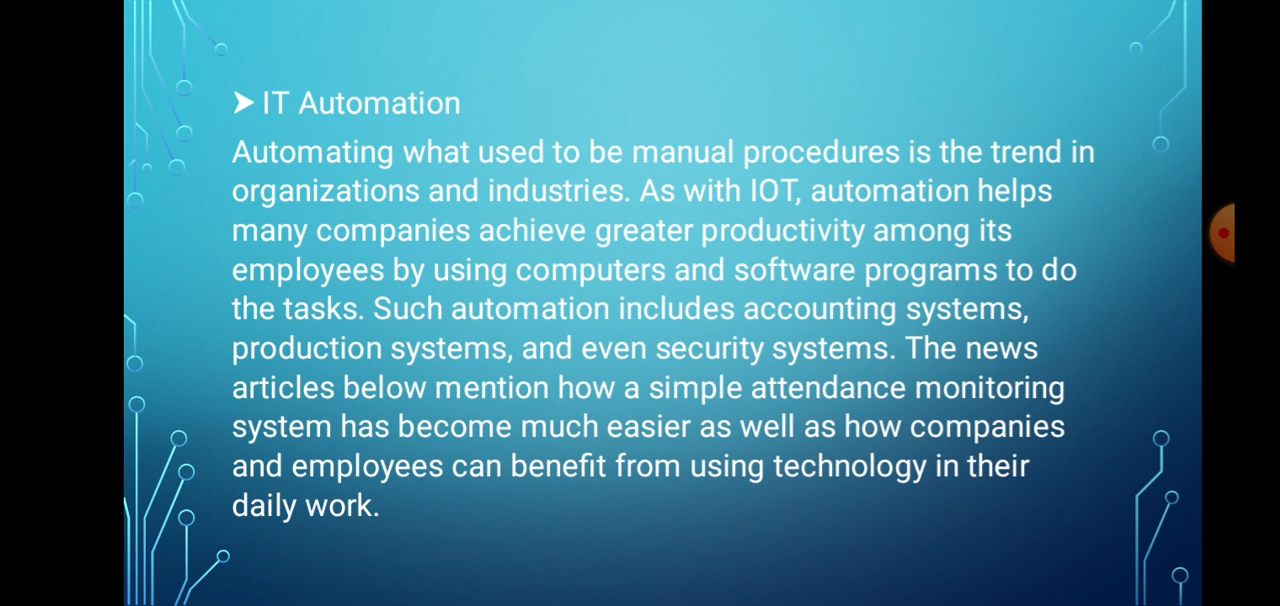 ➤ IT Automation
Automating what used to be manual procedures is the trend in
organizations and industries. As with IOT, automation helps
many companies achieve greater productivity among its
employees by using computers and software programs to do
the tasks. Such automation includes accounting systems,
production systems, and even security systems. The news
articles below mention how a simple attendance monitoring
system has become much easier as well as how companies
and employees can benefit from using technology in their
daily work.